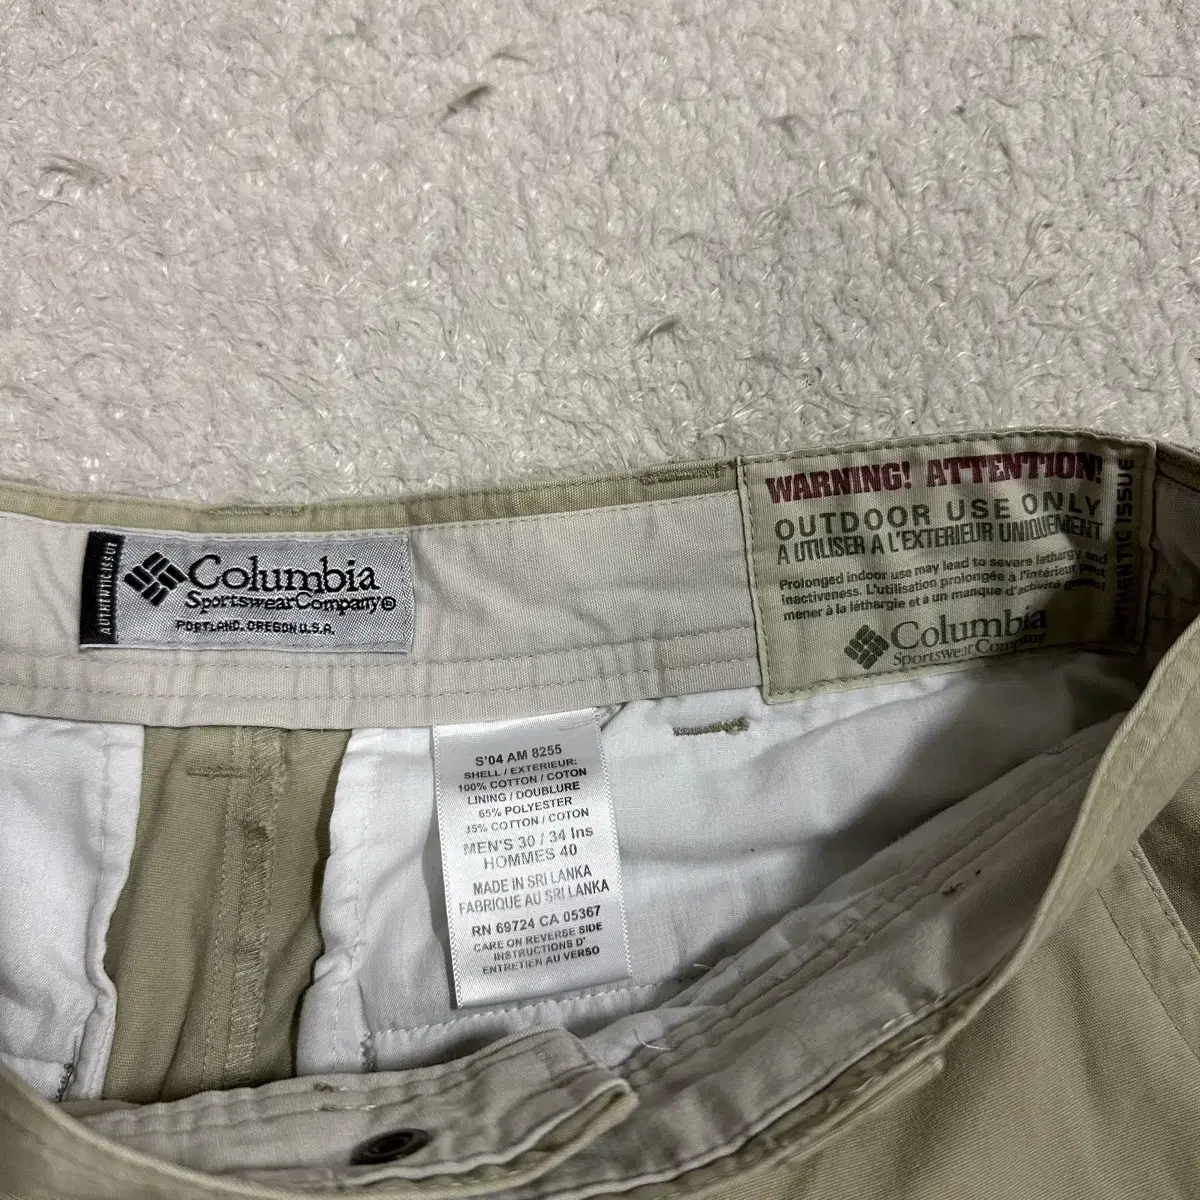 AUTHENTIC ISSUE
Columbia
Sportswear Company®
PORTLAND, OREGON U.S.A.
WARNING! ATTENTION!
OUTDOOR USE ONLY
A UTILISER A L'EXTERIEUR UNIQUEMENT
Prolonged indoor use may lead to severe lethargy and
inactiveness. L'utilisation prolongée à l'intérieur peut
mener à la léthargie et à un manque d'activité
Columbia
Sportswear Company
AUTHENTIC ISSUE
S'04 AM 8255
SHELL / EXTERIEUR:
100% COTTON / COTON
LINING / DOUBLURE
65% POLYESTER
35% COTTON / COTON
MEN'S 30 / 34 Ins
HOMMES 40
MADE IN SRI LANKA
FABRIQUE AU SRI LANKA
RN 69724 CA 05367
CARE ON REVERSE SIDE
INSTRUCTIONS D'
ENTRETIEN AU VERSO